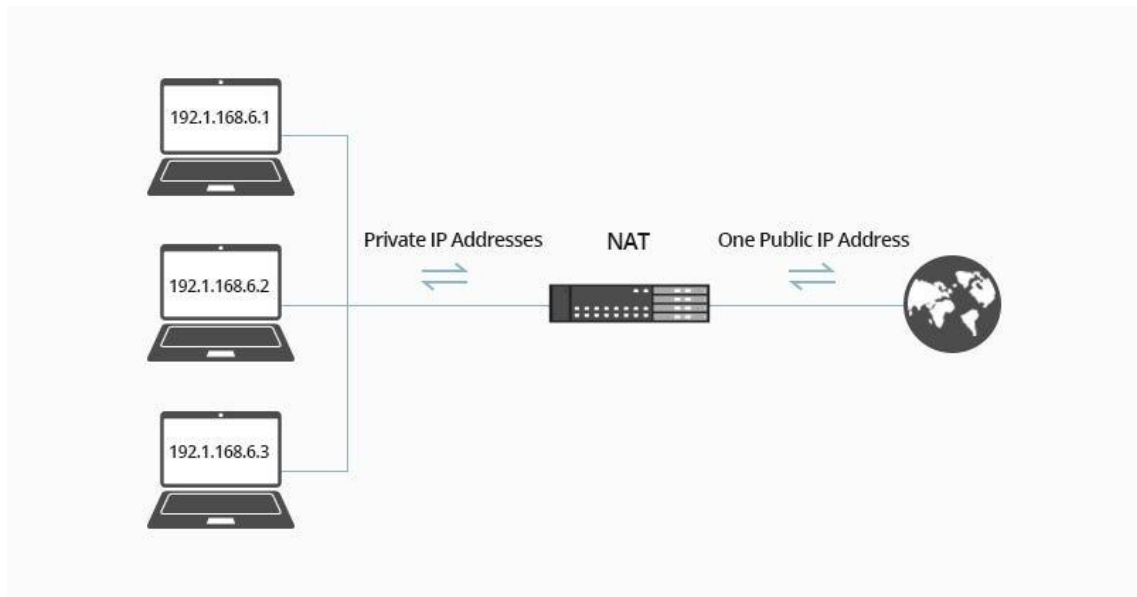 192.1.168.6.1
Private IP Addresses
NAT
One Public IP Address
192.1.168.6.2
192.1.168.6.3